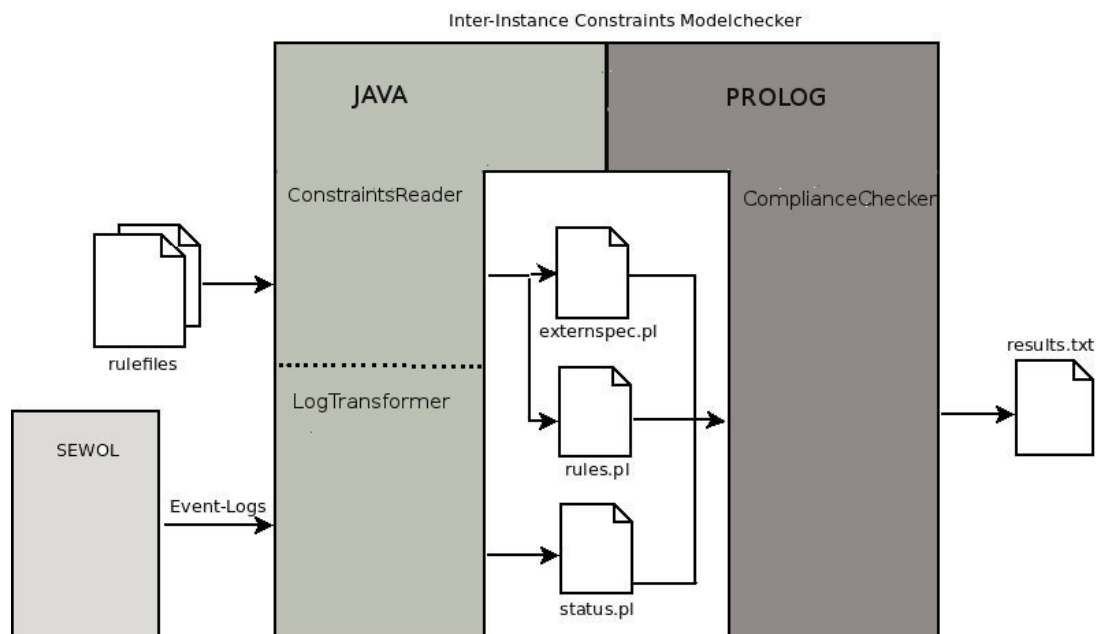 Inter-Instance Constraints Modelchecker
JAVA
PROLOG
ConstraintsReader
ComplianceChecker
externspec.pl
rulefiles
results.txt
LogTransformer
SEWOL
rules.pl
Event-Logs
status.pl